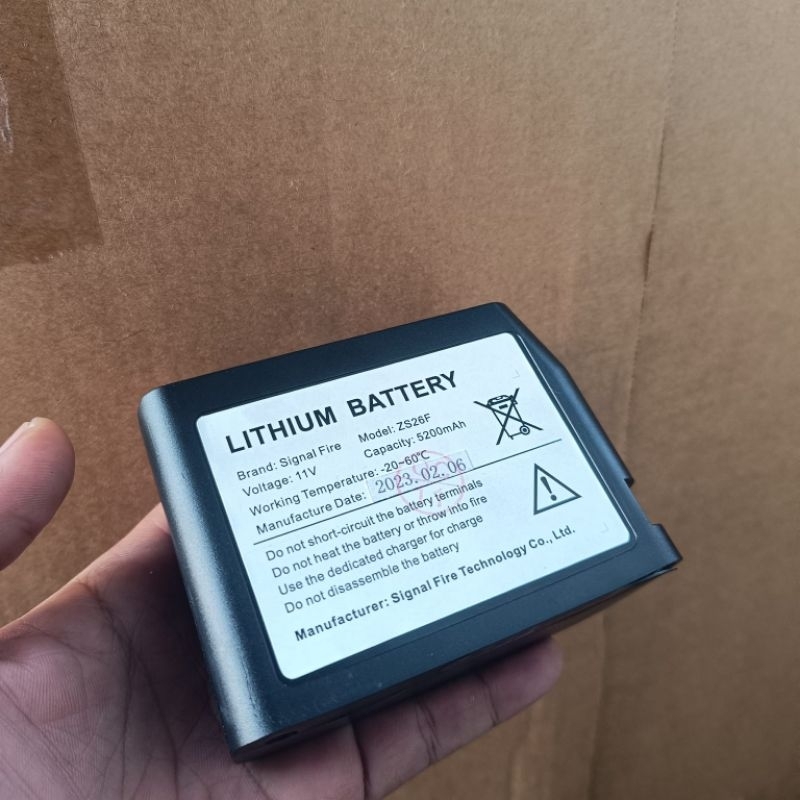 LITHIUM BATTERY
Brand: Signal Fire Model: ZS26F
Voltage: 11V Capacity: 5200mAh
Working Temperature: -20~60℃
Manufacture Date: 2023.02.06
Do not short-circuit the battery terminals
Do not heat the battery or throw into fire
Use the dedicated charger for charge
Do not disassemble the battery
Manufacturer: Signal Fire Technology Co., Ltd.